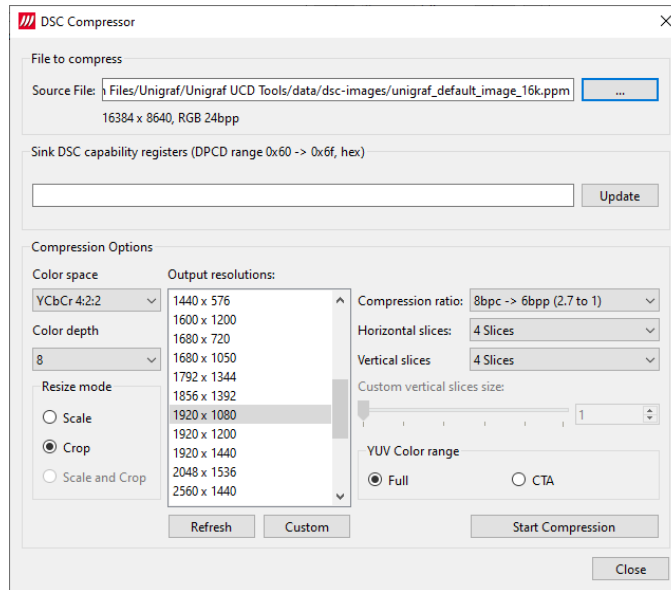 DSC Compressor
File to compress
Source File: n Files/Unigraf/Unigraf UCD Tools/data/dsc-images/unigraf_default_image_16k.ppm ...
16384 x 8640, RGB 24bpp
Sink DSC capability registers (DPCD range 0x60 -> 0x6f, hex)
Update
Compression Options
Color space
YCbCr 4:2:2
Color depth
8
Resize mode
Scale
Crop
Scale and Crop
Output resolutions:
1440 x 576
1600 x 1200
1680 x 720
1680 x 1050
1792 x 1344
1856 x 1392
1920 x 1080
1920 x 1200
1920 x 1440
2048 x 1536
2560 x 1440
Refresh Custom
Compression ratio: 8bpc -> 6bpp (2.7 to 1)
Horizontal slices: 4 Slices
Vertical slices 4 Slices
Custom vertical slices size:
1
YUV Color range
Full CTA
Start Compression
Close